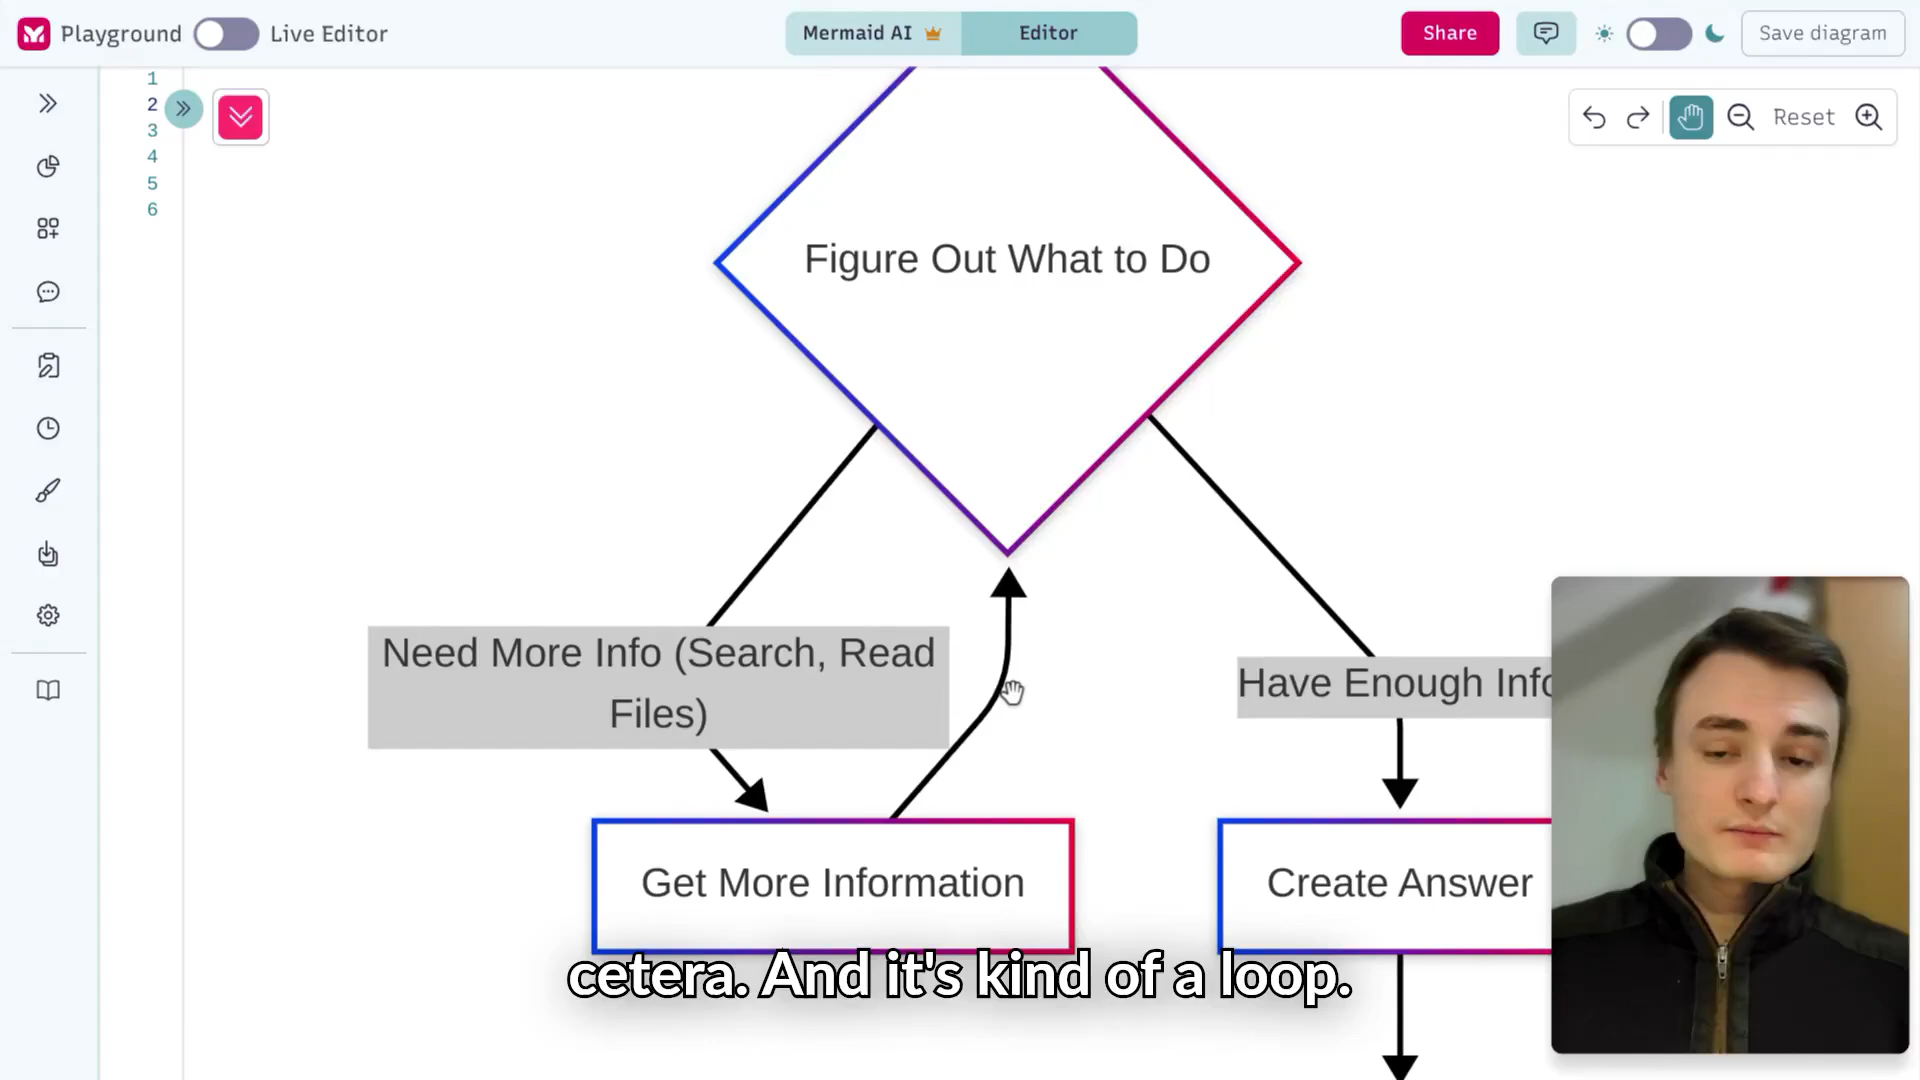 Playground
Live Editor
Mermaid AI
Editor
Share
Save diagram
1
2
3
4
5
6
Reset
Figure Out What to Do
Need More Info (Search, Read
Files)
Have Enough Info
Get More Information
Create Answer
cetera. And it's kind of a loop.